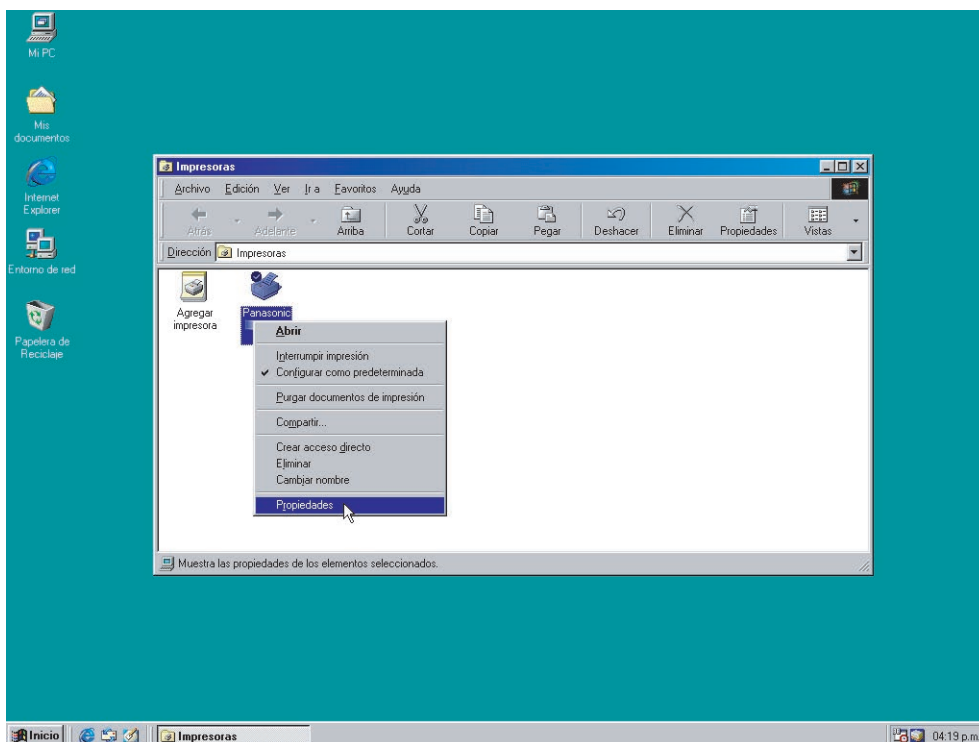 Mi PC
Mis
documentos
Internet
Explorer
Entorno de red
Papelera de
Reciclaje
Impresoras
Archivo Edición Ver Ir a Favoritos Ayuda
Atrás Adelante Arriba Cortar Copiar Pegar Deshacer Eliminar Propiedades Vistas
Dirección Impresoras
Agregar
impresora
Panasonic
Abrir
Interrumpir impresión
Configurar como predeterminada
Purgar documentos de impresión
Compartir...
Crear acceso directo
Eliminar
Cambiar nombre
Propiedades
Muestra las propiedades de los elementos seleccionados.
Inicio Impresoras 04:19 p.m.